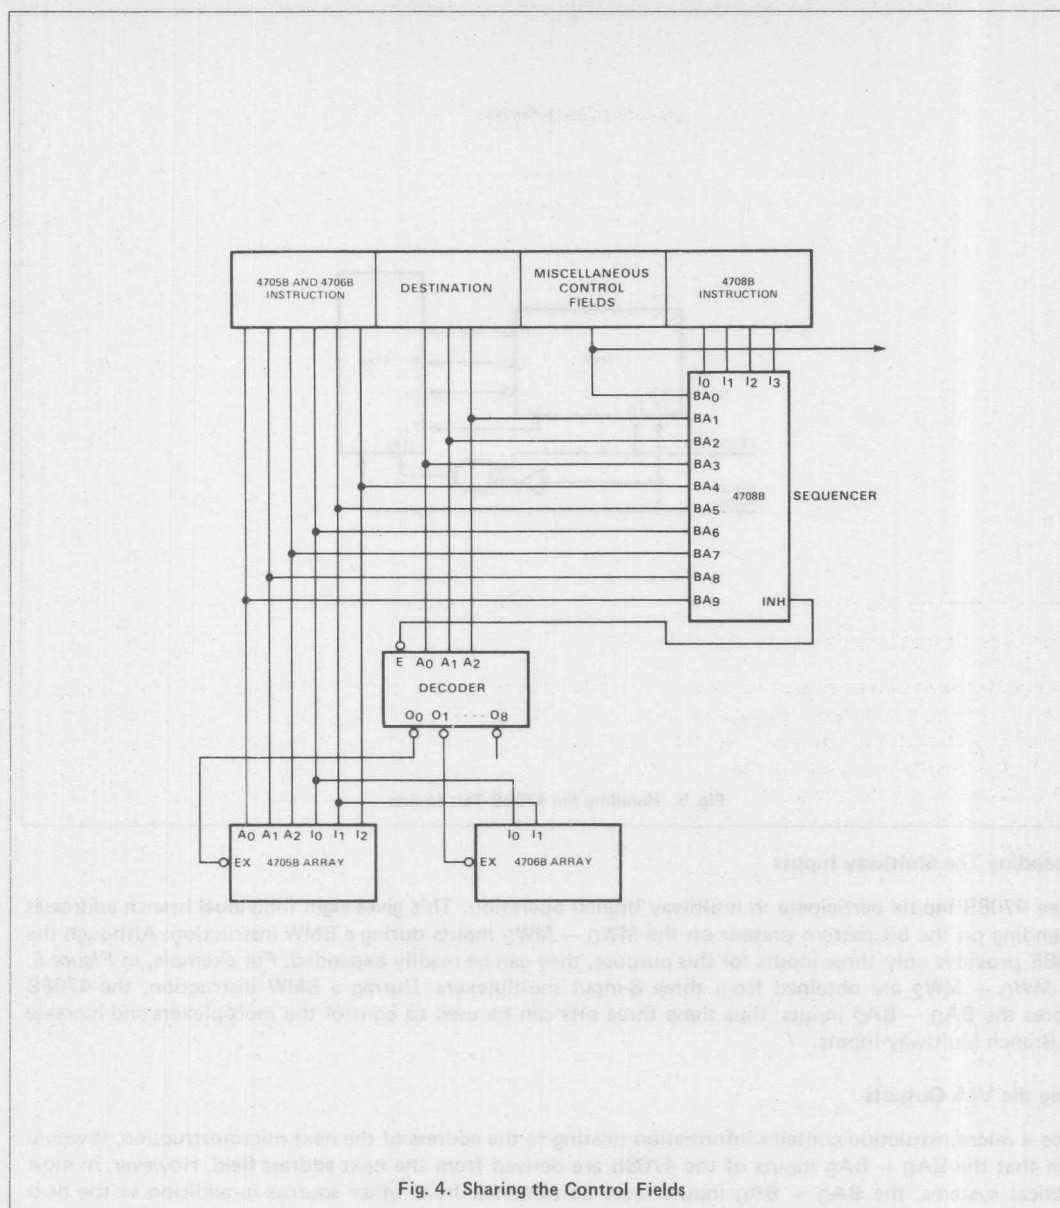 4705B AND 4706B
INSTRUCTION
DESTINATION
MISCELLANEOUS
CONTROL
FIELDS
4708B
INSTRUCTION
I0 I1 I2 I3
BA0
BA1
BA2
BA3
BA4
4708B
SEQUENCER
BA5
BA6
BA7
BA8
BA9
INH
E A0 A1 A2
DECODER
O0 O1 O8
A0 A1 A2 I0 I1 I2
EX 4705B ARRAY
I0 I1
EX 4706B ARRAY
Fig. 4. Sharing the Control Fields